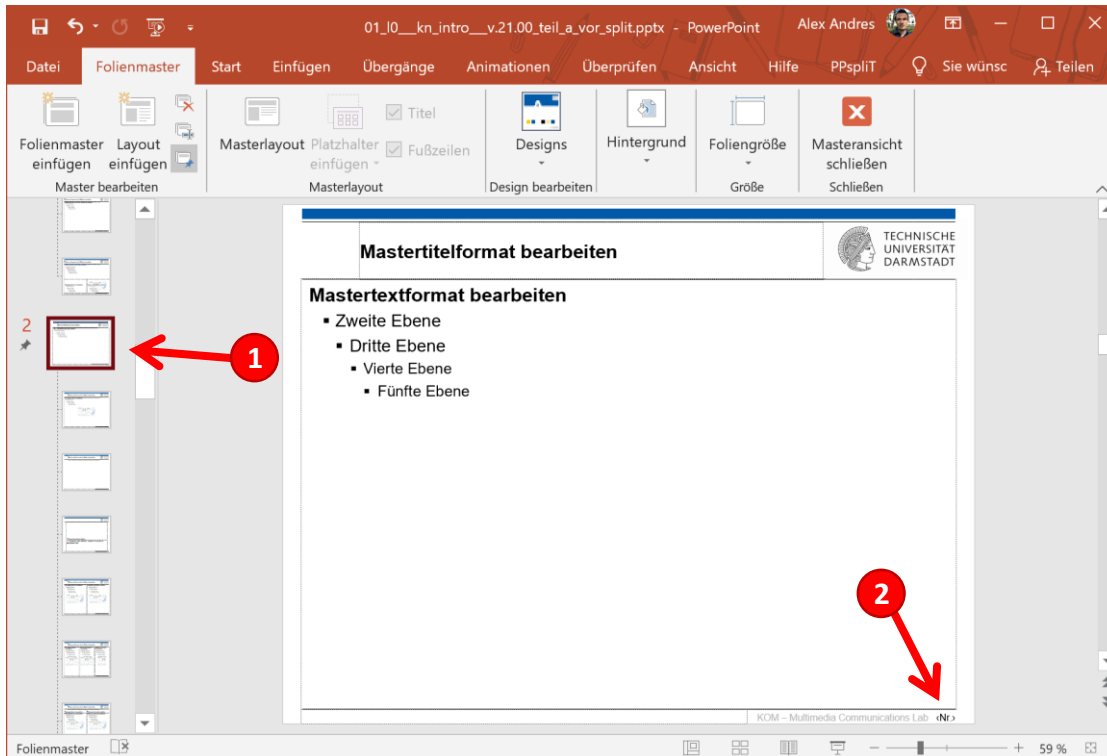 01_l0__kn_intro__v.21.00_teil_a_vor_split.pptx - PowerPoint
Alex Andres
Datei
Folienmaster
Start
Einfügen
Übergänge
Animationen
Überprüfen
Ansicht
Hilfe
PPspliT
Sie wünsc
Teilen
Folienmaster
einfügen
Layout
einfügen
Master bearbeiten
Masterlayout
Platzhalter
einfügen
Titel
Fußzeilen
Masterlayout
Designs
Design bearbeiten
Hintergrund
Foliengröße
Größe
Masteransicht
schließen
Schließen
2
1
Mastertitelformat bearbeiten
TECHNISCHE
UNIVERSITÄT
DARMSTADT
Mastertextformat bearbeiten
▪ Zweite Ebene
▪ Dritte Ebene
▪ Vierte Ebene
▪ Fünfte Ebene
2
KOM – Multimedia Communications Lab ‹Nr.›
Folienmaster
59 %